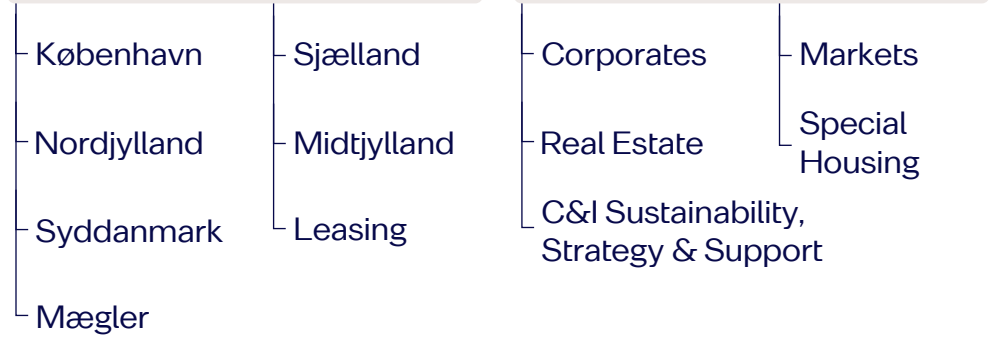 København
Nordjylland
Syddanmark
Mægler
Sjælland
Midtjylland
Leasing
Corporates
Real Estate
C&I Sustainability,
Strategy & Support
Markets
Special
Housing